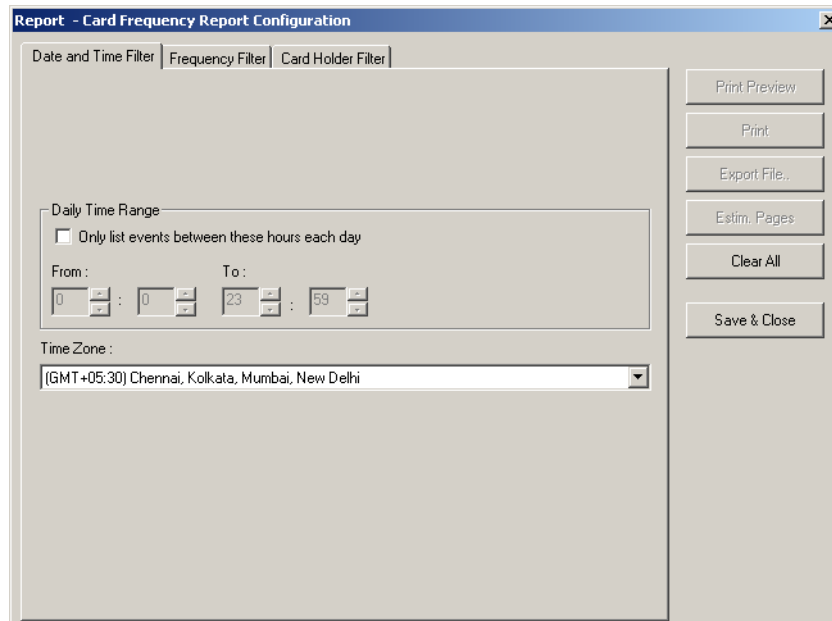 Report - Card Frequency Report Configuration
Date and Time Filter Frequency Filter Card Holder Filter
Print Preview
Print
Export File..
Estim. Pages
Clear All
Save & Close
Daily Time Range
Only list events between these hours each day
From : To :
0 : 0 23 : 59
Time Zone :
(GMT+05:30) Chennai, Kolkata, Mumbai, New Delhi